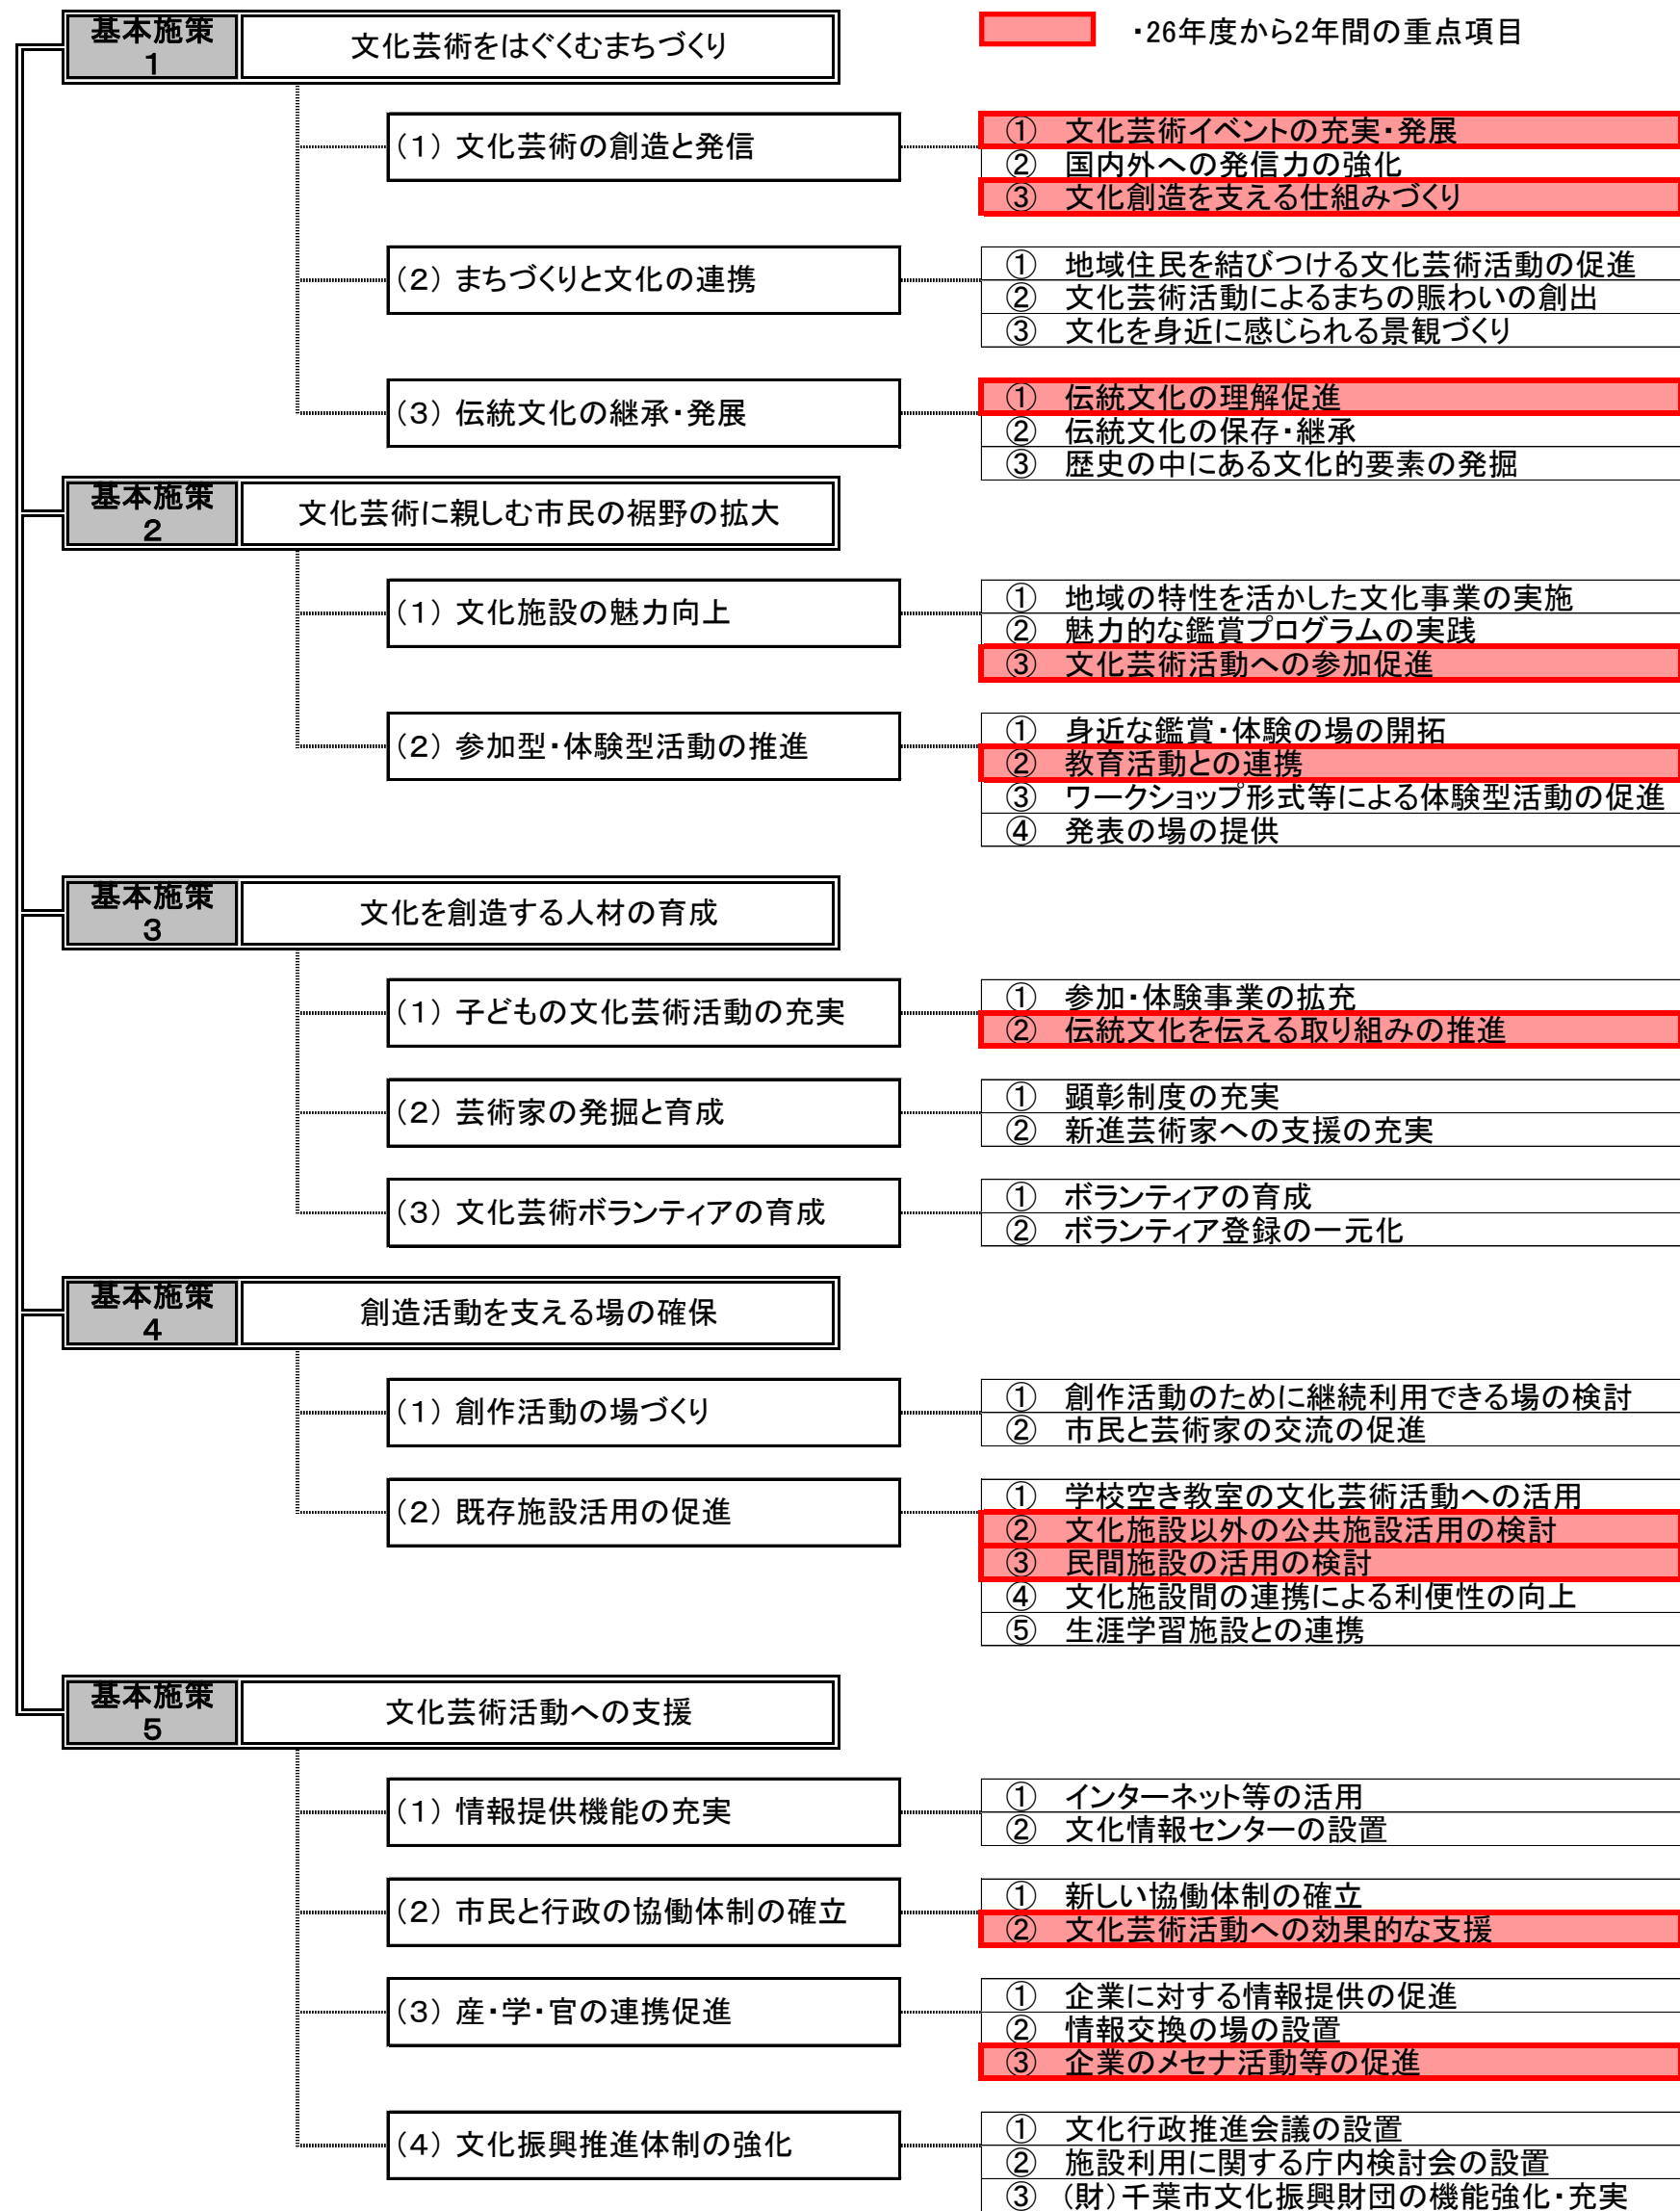 基本施策
1
文化芸術をはぐくむまちづくり
・26年度から2年間の重点項目
(1) 文化芸術の創造と発信
① 文化芸術イベントの充実・発展
② 国内外への発信力の強化
③ 文化創造を支える仕組みづくり
(2) まちづくりと文化の連携
① 地域住民を結びつける文化芸術活動の促進
② 文化芸術活動によるまちの賑わいの創出
③ 文化を身近に感じられる景観づくり
(3) 伝統文化の継承・発展
① 伝統文化の理解促進
② 伝統文化の保存・継承
③ 歴史の中にある文化的要素の発掘
基本施策
2
文化芸術に親しむ市民の裾野の拡大
(1) 文化施設の魅力向上
① 地域の特性を活かした文化事業の実施
② 魅力的な鑑賞プログラムの実践
③ 文化芸術活動への参加促進
(2) 参加型・体験型活動の推進
① 身近な鑑賞・体験の場の開拓
② 教育活動との連携
③ ワークショップ形式等による体験型活動の促進
④ 発表の場の提供
基本施策
3
文化を創造する人材の育成
(1) 子どもの文化芸術活動の充実
① 参加・体験事業の拡充
② 伝統文化を伝える取り組みの推進
(2) 芸術家の発掘と育成
① 顕彰制度の充実
② 新進芸術家への支援の充実
(3) 文化芸術ボランティアの育成
① ボランティアの育成
② ボランティア登録の一元化
基本施策
4
創造活動を支える場の確保
(1) 創作活動の場づくり
① 創作活動のために継続利用できる場の検討
② 市民と芸術家の交流の促進
(2) 既存施設活用の促進
① 学校空き教室の文化芸術活動への活用
② 文化施設以外の公共施設活用の検討
③ 民間施設の活用の検討
④ 文化施設間の連携による利便性の向上
⑤ 生涯学習施設との連携
基本施策
5
文化芸術活動への支援
(1) 情報提供機能の充実
① インターネット等の活用
② 文化情報センターの設置
(2) 市民と行政の協働体制の確立
① 新しい協働体制の確立
② 文化芸術活動への効果的な支援
(3) 産・学・官の連携促進
① 企業に対する情報提供の促進
② 情報交換の場の設置
③ 企業のメセナ活動等の促進
(4) 文化振興推進体制の強化
① 文化行政推進会議の設置
② 施設利用に関する庁内検討会の設置
③ (財)千葉市文化振興財団の機能強化・充実